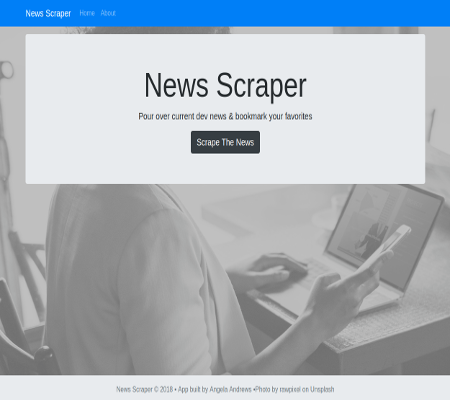 News Scraper Home About
News Scraper
Pour over current dev news & bookmark your favorites
Scrape The News
News Scraper © 2018 • App built by Angela Andrews •Photo by rawpixel on Unsplash